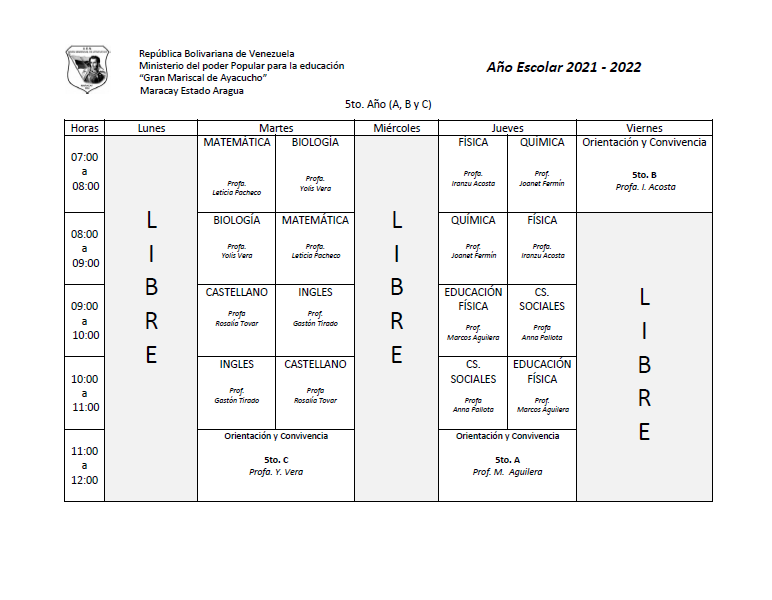 República Bolivariana de Venezuela
Ministerio del poder Popular para la educación
“Gran Mariscal de Ayacucho”
Maracay Estado Aragua
Año Escolar 2021 - 2022
5to. Año (A, B y C)
Horas Lunes Martes Miércoles Jueves Viernes
07:00
a
08:00
MATEMÁTICA
Profa.
Leticia Pacheco
BIOLOGÍA
Profa.
Yolis Vera
FÍSICA
Profa.
Iranzu Acosta
QUÍMICA
Prof.
Joanet Fermín
Orientación y Convivencia
5to. B
Profa. I. Acosta
08:00
a
09:00
BIOLOGÍA
Profa.
Yolis Vera
MATEMÁTICA
Profa.
Leticia Pacheco
QUÍMICA
Prof.
Joanet Fermín
FÍSICA
Profa.
Iranzu Acosta
09:00
a
10:00
CASTELLANO
Profa
Rosalía Tovar
INGLES
Prof.
Gastón Tirado
EDUCACIÓN
FÍSICA
Prof.
Marcos Aguilera
CS.
SOCIALES
Profa
Anna Pallota
10:00
a
11:00
INGLES
Prof.
Gastón Tirado
CASTELLANO
Profa
Rosalía Tovar
CS.
SOCIALES
Profa
Anna Pallota
EDUCACIÓN
FÍSICA
Prof.
Marcos Aguilera
11:00
a
12:00
Orientación y Convivencia
5to. C
Profa. Y. Vera
Orientación y Convivencia
5to. A
Prof. M. Aguilera
L
I
B
R
E
L
I
B
R
E
L
I
B
R
E